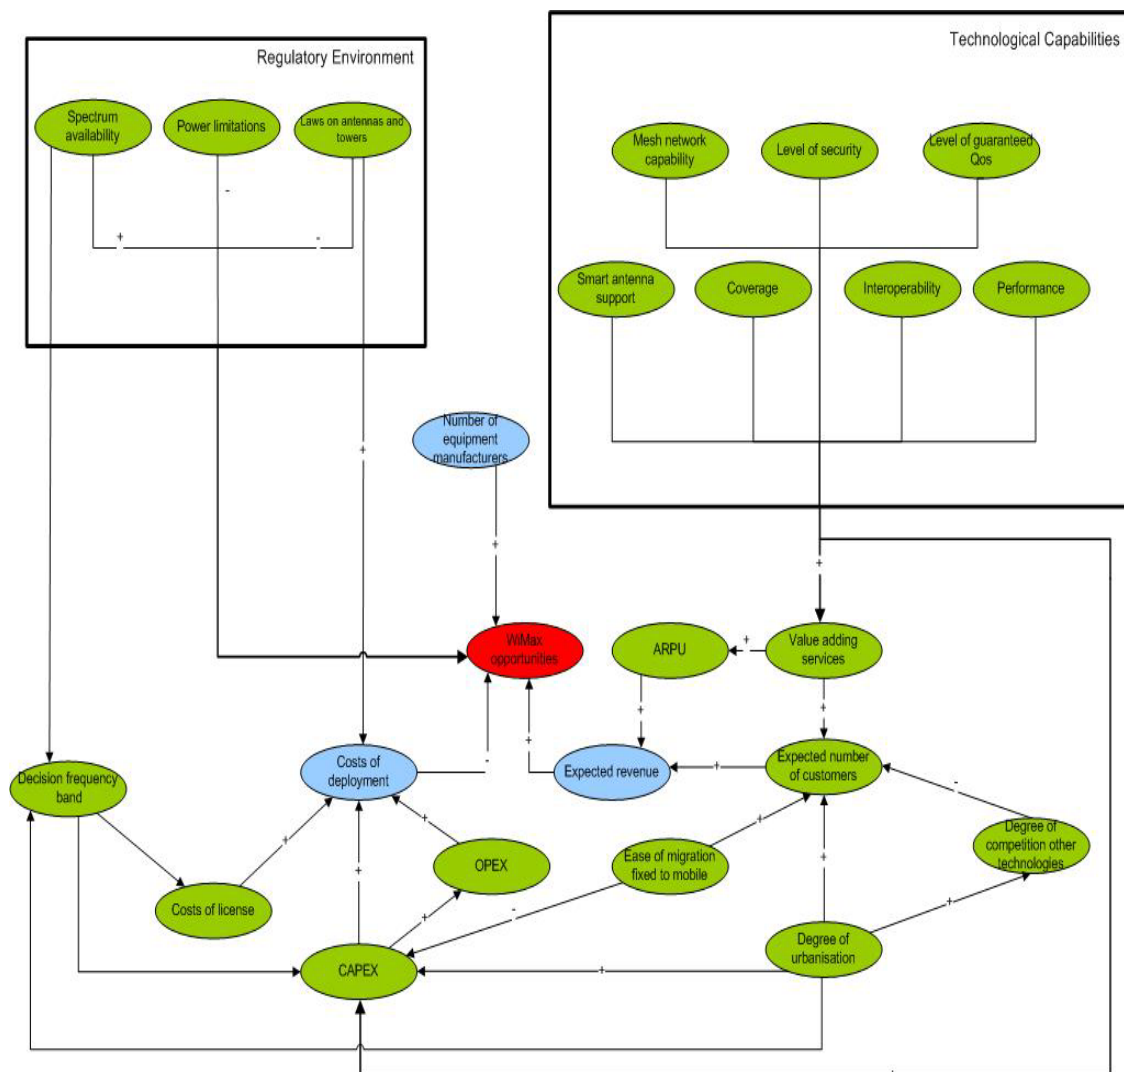 Regulatory Environment
Technological Capabilities
Spectrum
availability
Power limitations
Laws on antennas and
towers
Mesh network
capability
Level of security
Level of guaranteed
Qos
-
+
-
Smart antenna
support
Coverage
Interoperability
Performance
Number of
equipment
manufacturers
+
+
+
WiMax
opportunities
ARPU
+
Value adding
services
+
+
+
-
Decision frequency
band
Costs of
deployment
Expected revenue
+
Expected number
of customers
-
+
+
+
+
Degree of
competition other
technologies
OPEX
Ease of migration
fixed to mobile
+
+
Costs of license
+
-
+
CAPEX
+
Degree of
urbanisation